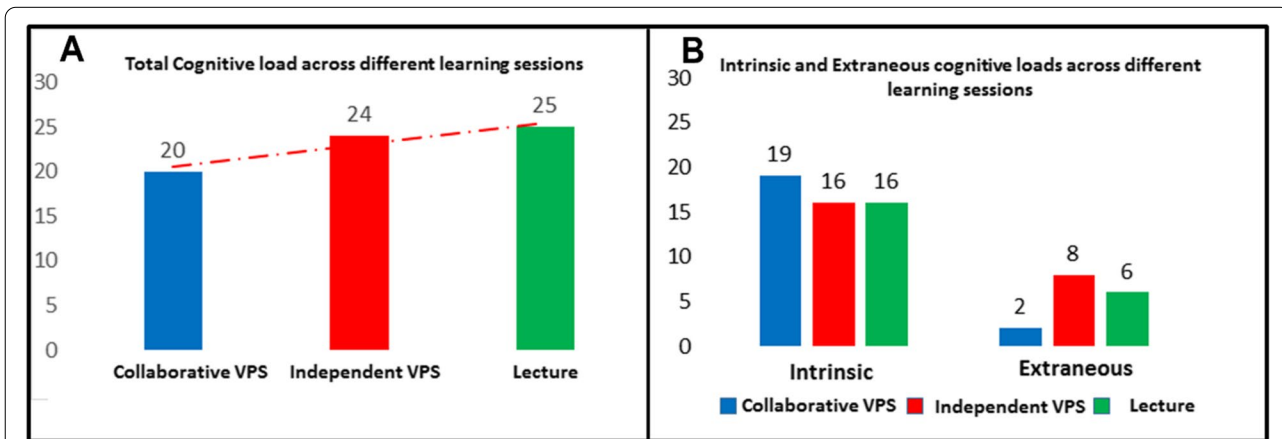 A
Total Cognitive load across different learning sessions
30
25
20
15
10
5
0
20
24
25
Collaborative VPS
Independent VPS
Lecture
B
Intrinsic and Extraneous cognitive loads across different
learning sessions
30
25
20
15
10
5
0
19
16
16
2
8
6
Intrinsic
Extraneous
Collaborative VPS
Independent VPS
Lecture